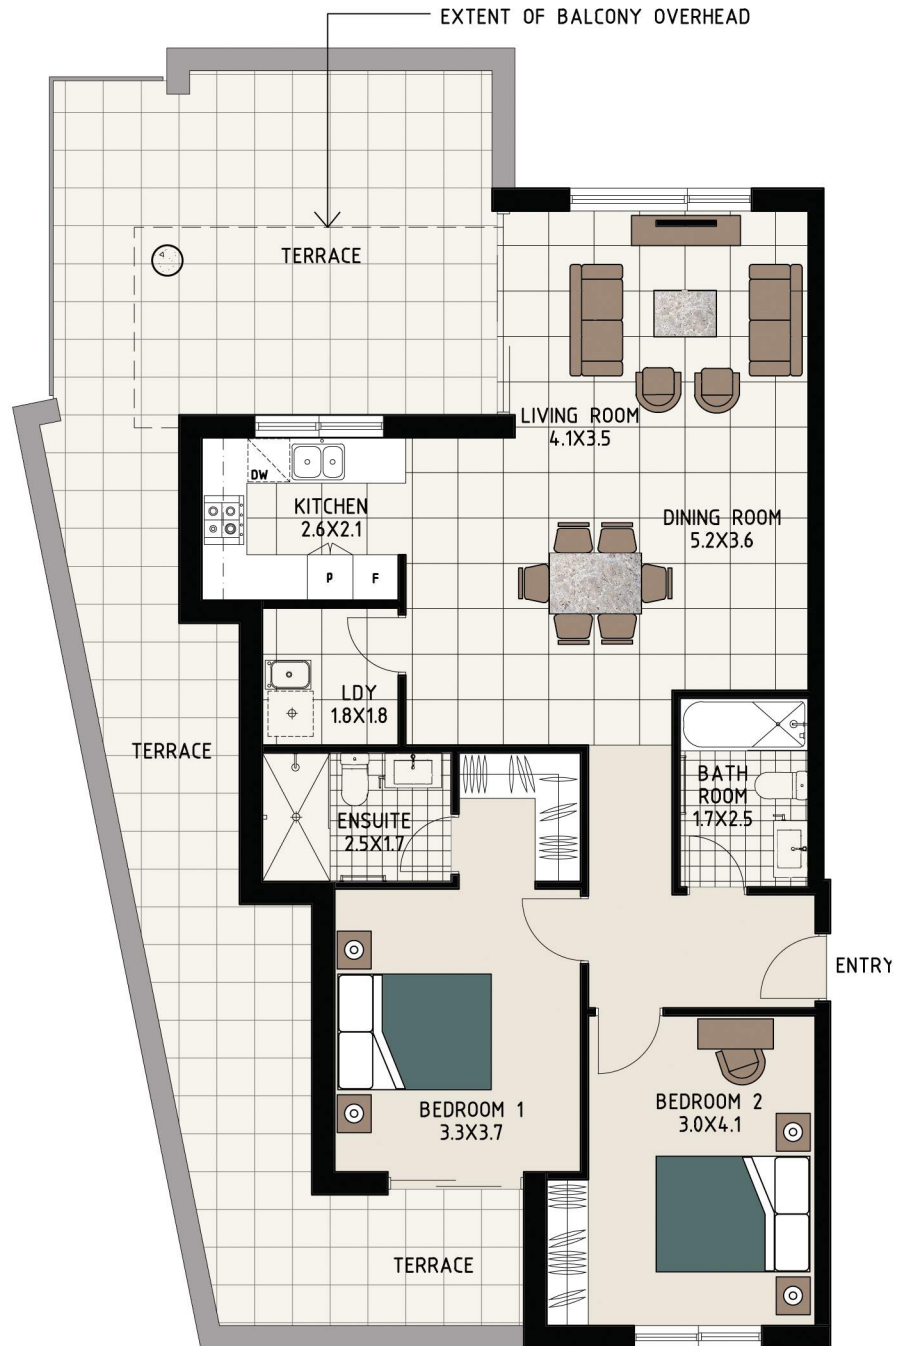 EXTENT OF BALCONY OVERHEAD
TERRACE
LIVING ROOM
4.1X3.5
DW
KITCHEN
2.6X2.1
DINING ROOM
5.2X3.6
P
F
LDY
1.8X1.8
TERRACE
BATH
ROOM
1.7X2.5
ENSUITE
2.5X1.7
ENTRY
BEDROOM 1
3.3X3.7
BEDROOM 2
3.0X4.1
TERRACE